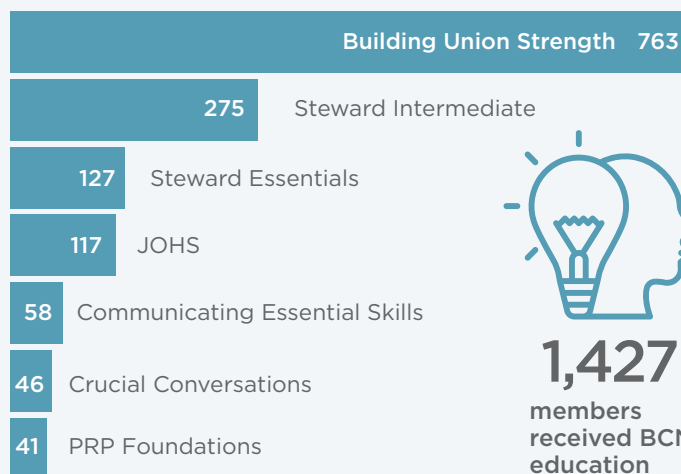 Building Union Strength 763
275 Steward Intermediate
127 Steward Essentials
117 JOHS
58 Communicating Essential Skills
46 Crucial Conversations
41 PRP Foundations
1,427
members
received
education